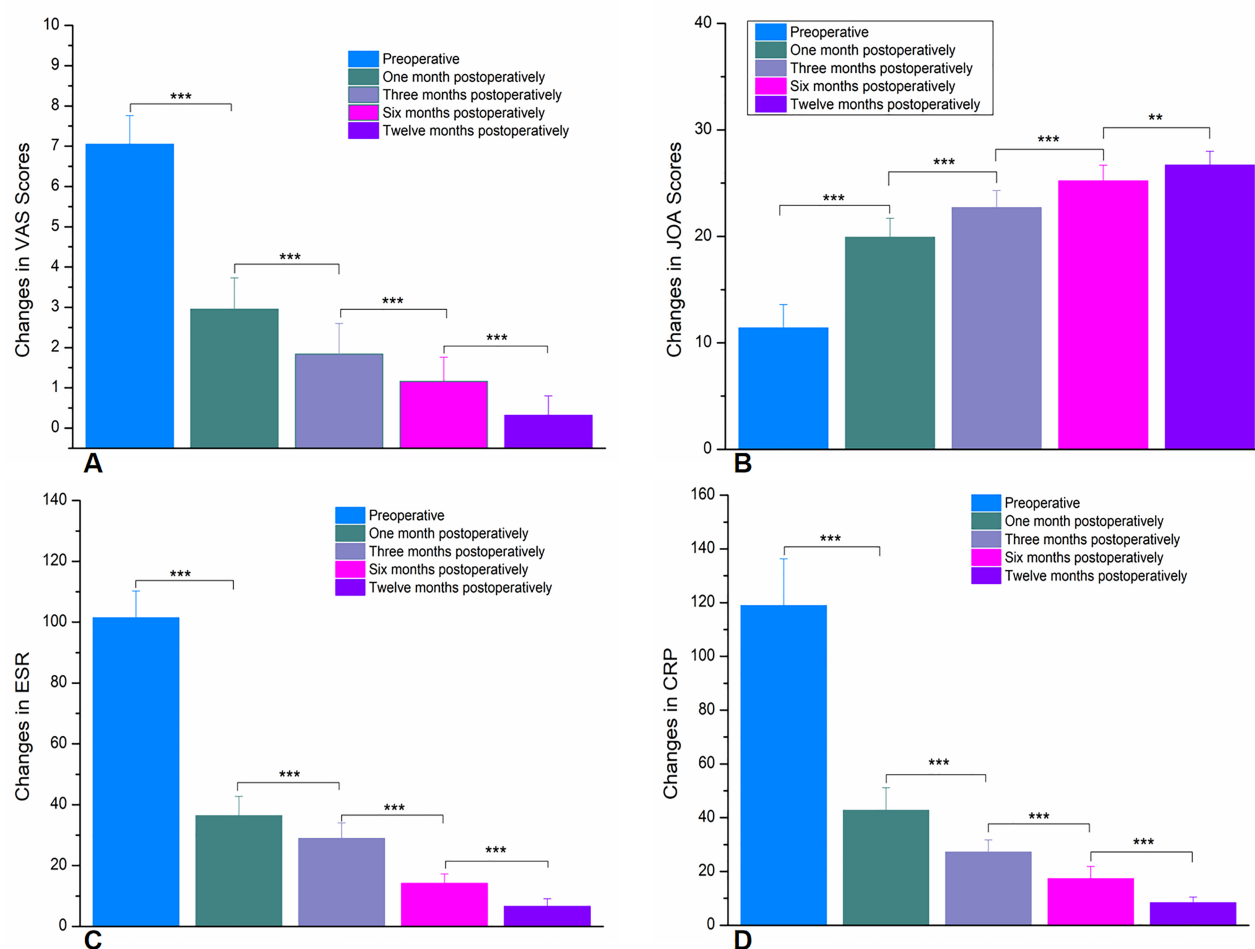 10
9
8
7
6
5
4
3
2
1
0
Changes in VAS Scores
Preoperative
One month postoperatively
Three months postoperatively
Six months postoperatively
Twelve months postoperatively
***
***
***
***
A
40
30
20
10
0
Changes in JOA Scores
Preoperative
One month postoperatively
Three months postoperatively
Six months postoperatively
Twelve months postoperatively
***
***
***
**
B
140
120
100
80
60
40
20
0
Changes in ESR
Preoperative
One month postoperatively
Three months postoperatively
Six months postoperatively
Twelve months postoperatively
***
***
***
***
C
160
140
120
100
80
60
40
20
0
Changes in CRP
Preoperative
One month postoperatively
Three months postoperatively
Six months postoperatively
Twelve months postoperatively
***
***
***
***
D